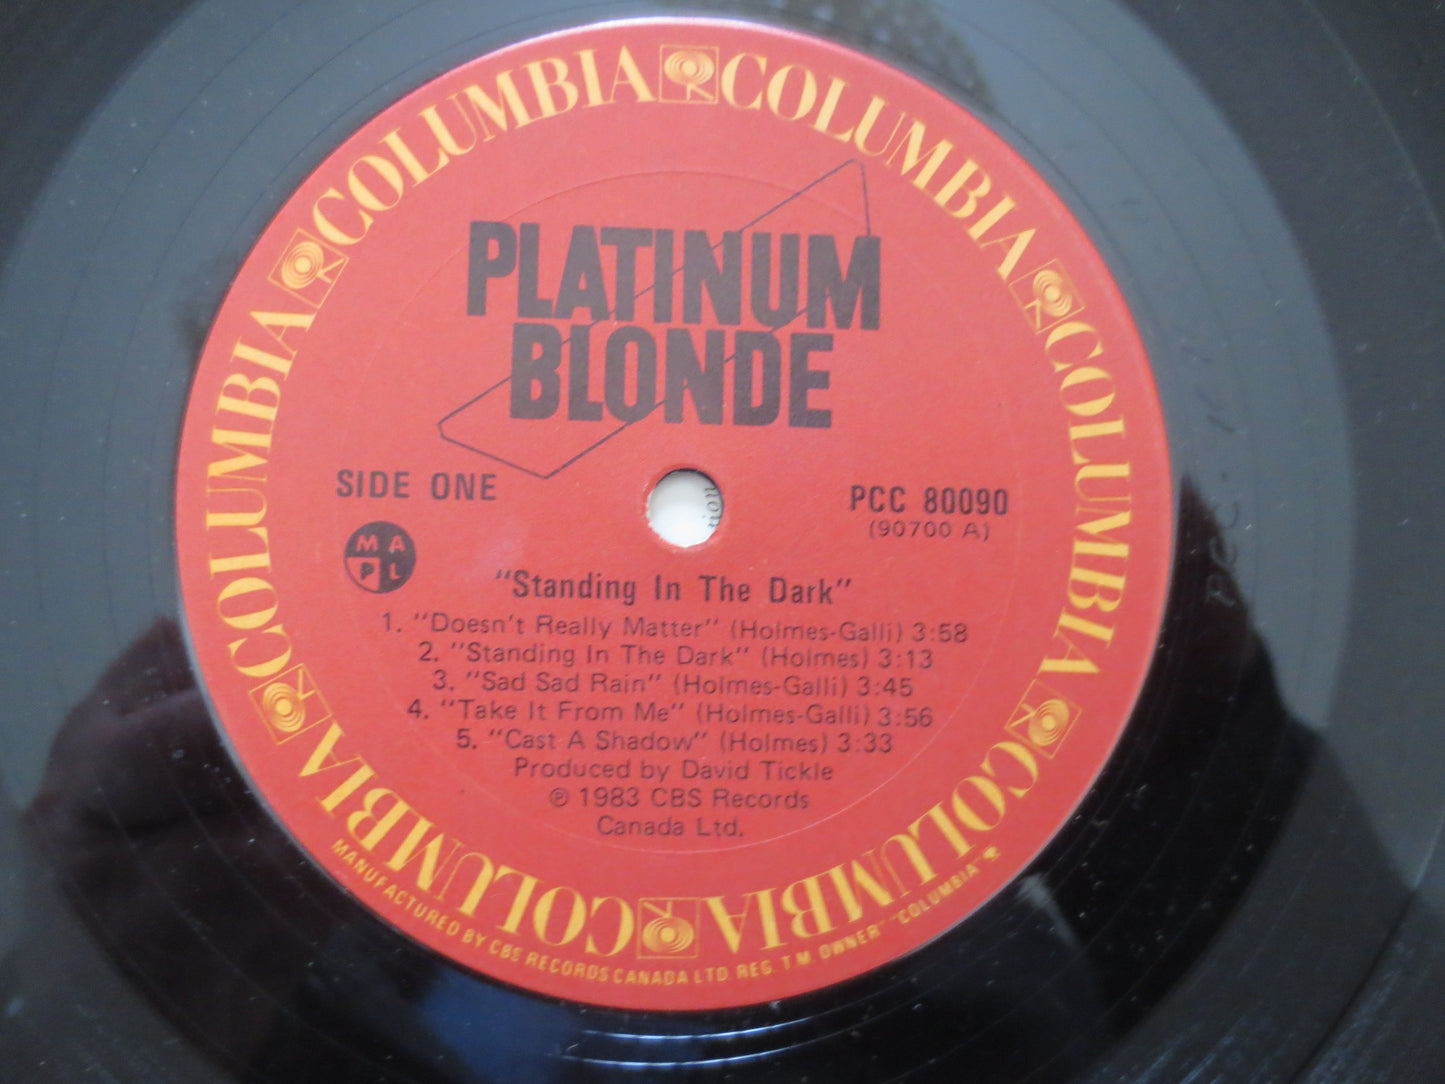 COLUMBIA COLUMBIA COLUMBIA COLUMBIA COLUMBIA COLUMBIA
PLATINUM
BLONDE
SIDE ONE
PCC 80090
(90700 A)
M A
P L
"Standing In The Dark"
1. "Doesn't Really Matter" (Holmes-Galli) 3:58
2. "Standing In The Dark" (Holmes) 3:13
3. "Sad Sad Rain" (Holmes-Galli) 3:45
4. "Take It From Me" (Holmes-Galli) 3:56
5. "Cast A Shadow" (Holmes) 3:33
Produced by David Tickle
℗ 1983 CBS Records
Canada Ltd.
MANUFACTURED BY CBS RECORDS CANADA LTD REG. T.M. OWNER "COLUMBIA"